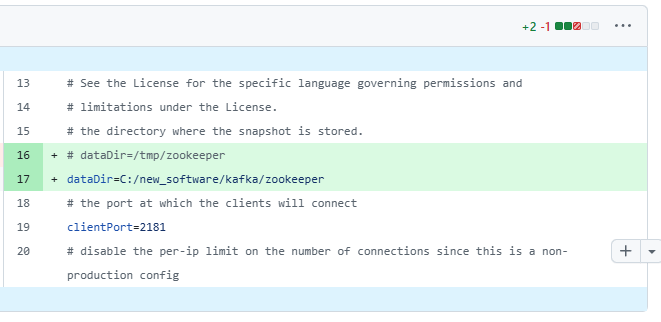 +2 -1
13 # See the License for the specific language governing permissions and
14 # limitations under the License.
15 # the directory where the snapshot is stored.
16 + # dataDir=/tmp/zookeeper
17 + dataDir=C:/new_software/kafka/zookeeper
18 # the port at which the clients will connect
19 clientPort=2181
20 # disable the per-ip limit on the number of connections since this is a non-
production config